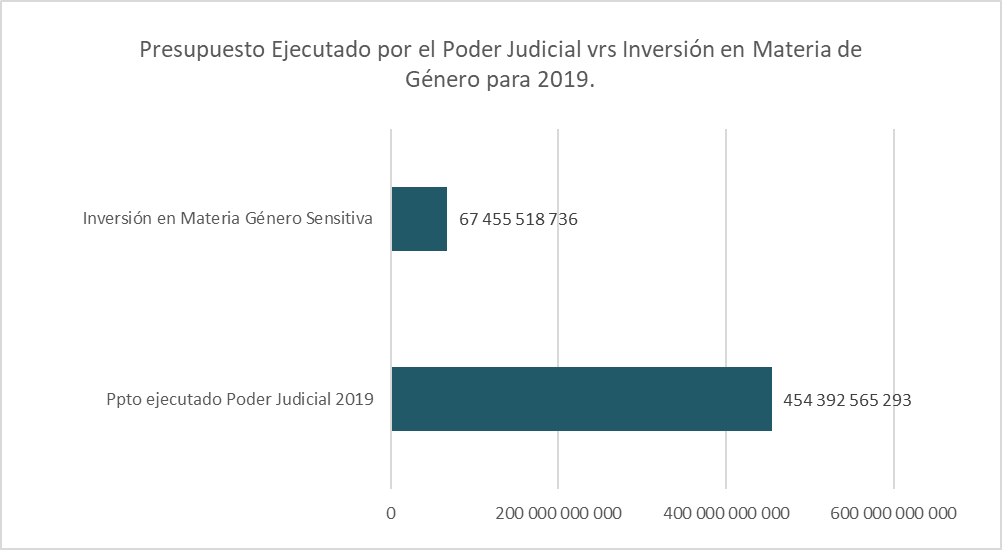 Presupuesto Ejecutado por el Poder Judicial vrs Inversión en Materia de
Género para 2019.
Inversión en Materia Género Sensitiva
67 455 518 736
Ppto ejecutado Poder Judicial 2019
454 392 565 293
0
200 000 000 000
400 000 000 000
600 000 000 000